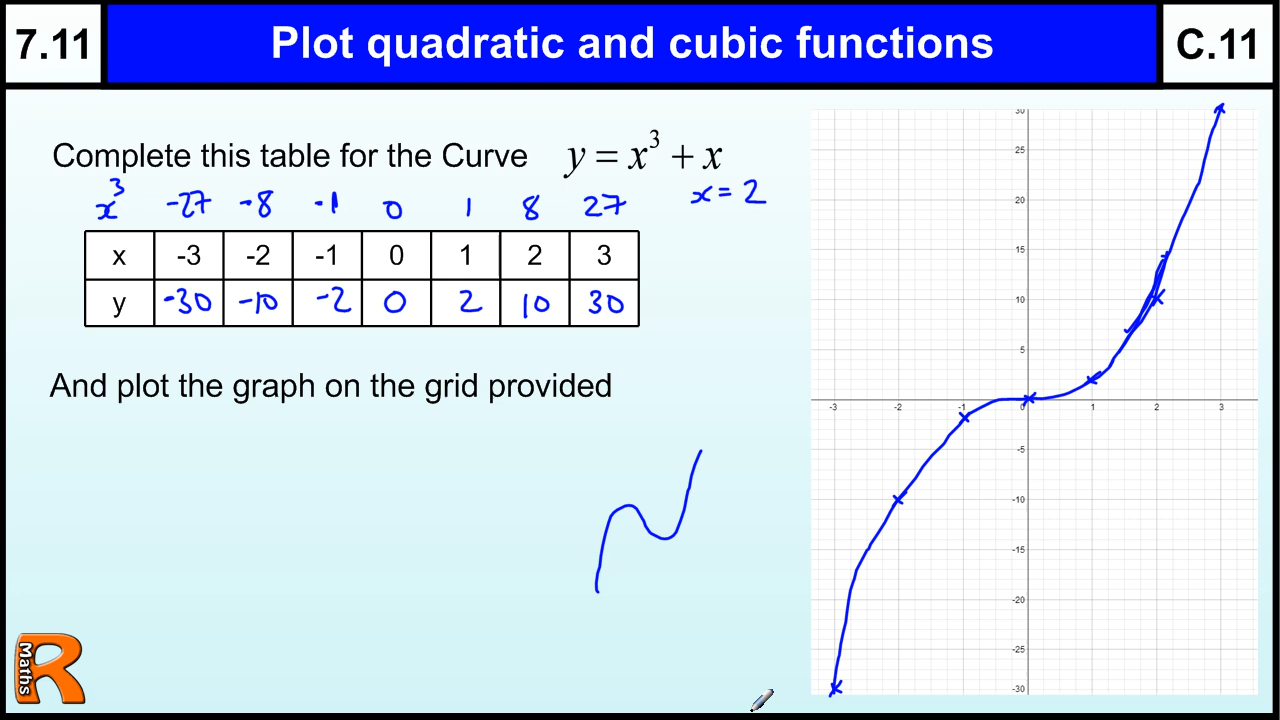 7.11 Plot quadratic and cubic functions C.11
Complete this table for the Curve y = x³ + x
x³ -27 -8 -1 0 1 8 27 x = 2
x -3 -2 -1 0 1 2 3
y -30 -10 -2 0 2 10 30
And plot the graph on the grid provided
30
25
20
15
10
5
-3 -2 -1 0 1 2 3
-5
-10
-15
-20
-25
-30
R Maths